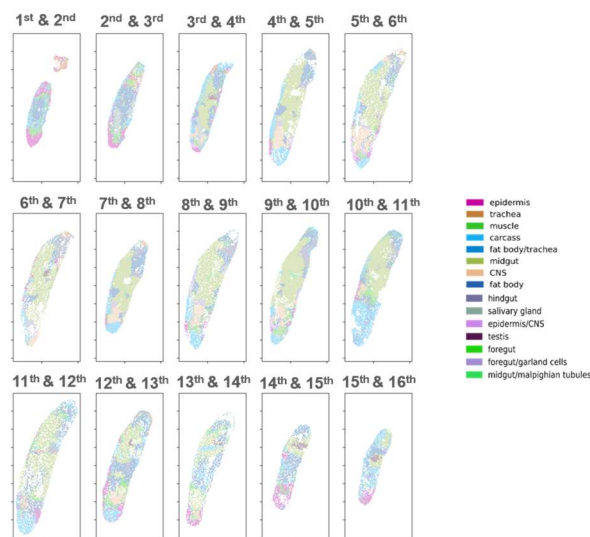 1st & 2nd
2nd & 3rd
3rd & 4th
4th & 5th
5th & 6th
6th & 7th
7th & 8th
8th & 9th
9th & 10th
10th & 11th
11th & 12th
12th & 13th
13th & 14th
14th & 15th
15th & 16th
epidermis
trachea
muscle
carcass
fat body/trachea
midgut
CNS
fat body
hindgut
salivary gland
epidermis/CNS
testis
foregut
foregut/garland cells
midgut/malpighian tubules